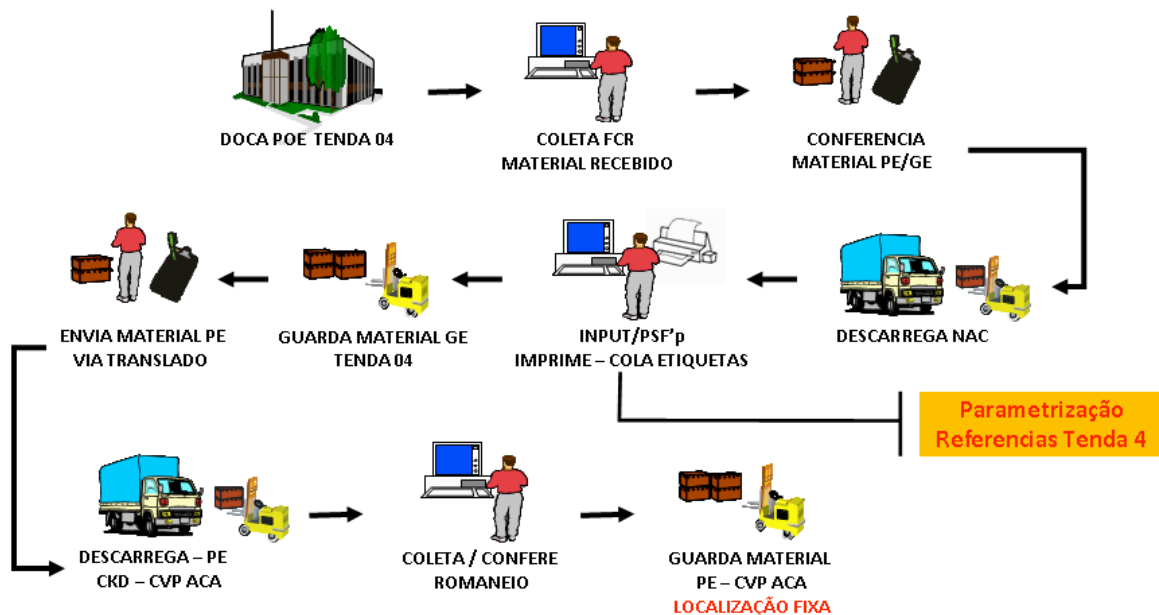 DOCA POE TENDA 04
COLETA FCR
MATERIAL RECEBIDO
CONFERENCIA
MATERIAL PE/GE
ENVIA MATERIAL PE
VIA TRANSLADO
GUARDA MATERIAL GE
TENDA 04
INPUT/PSF'p
IMPRIME – COLA ETIQUETAS
DESCARREGA NAC
Parametrização
Referencias Tenda 4
DESCARREGA – PE
CKD – CVP ACA
COLETA / CONFERE
ROMANEIO
GUARDA MATERIAL
PE – CVP ACA
LOCALIZAÇÃO FIXA